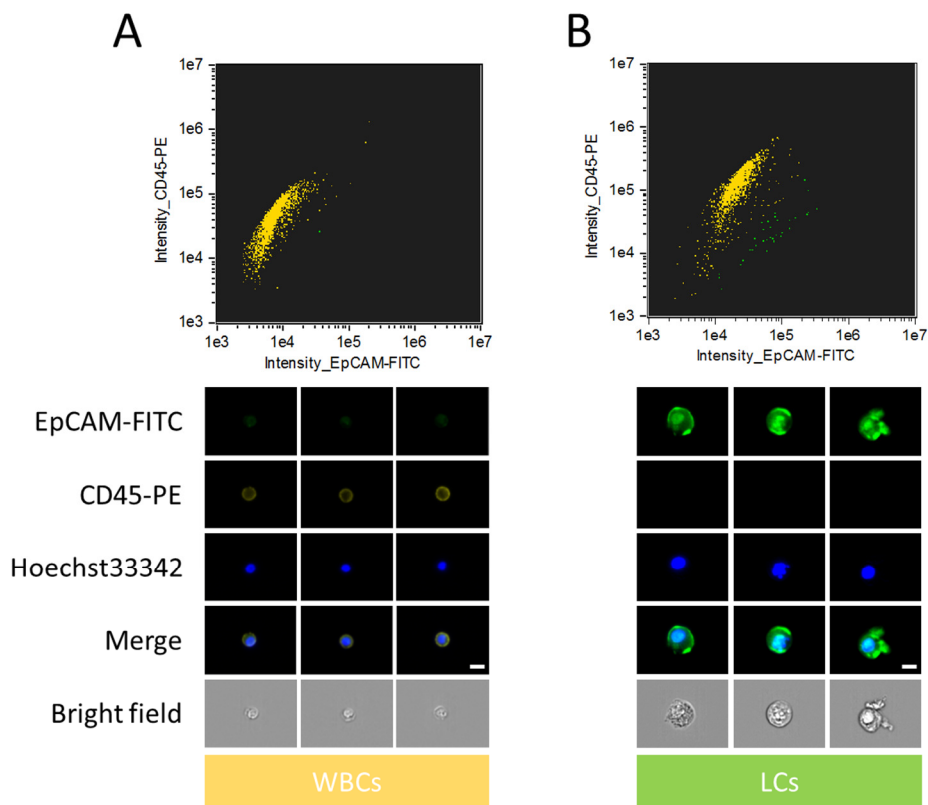 A
B
1e7
1e6
1e5
1e4
1e3
Intensity_CD45-PE
1e3 1e4 1e5 1e6 1e7
Intensity_EpCAM-FITC
1e7
1e6
1e5
1e4
1e3
Intensity_CD45-PE
1e3 1e4 1e5 1e6 1e7
Intensity_EpCAM-FITC
EpCAM-FITC
CD45-PE
Hoechst33342
Merge
Bright field
WBCs
LCs